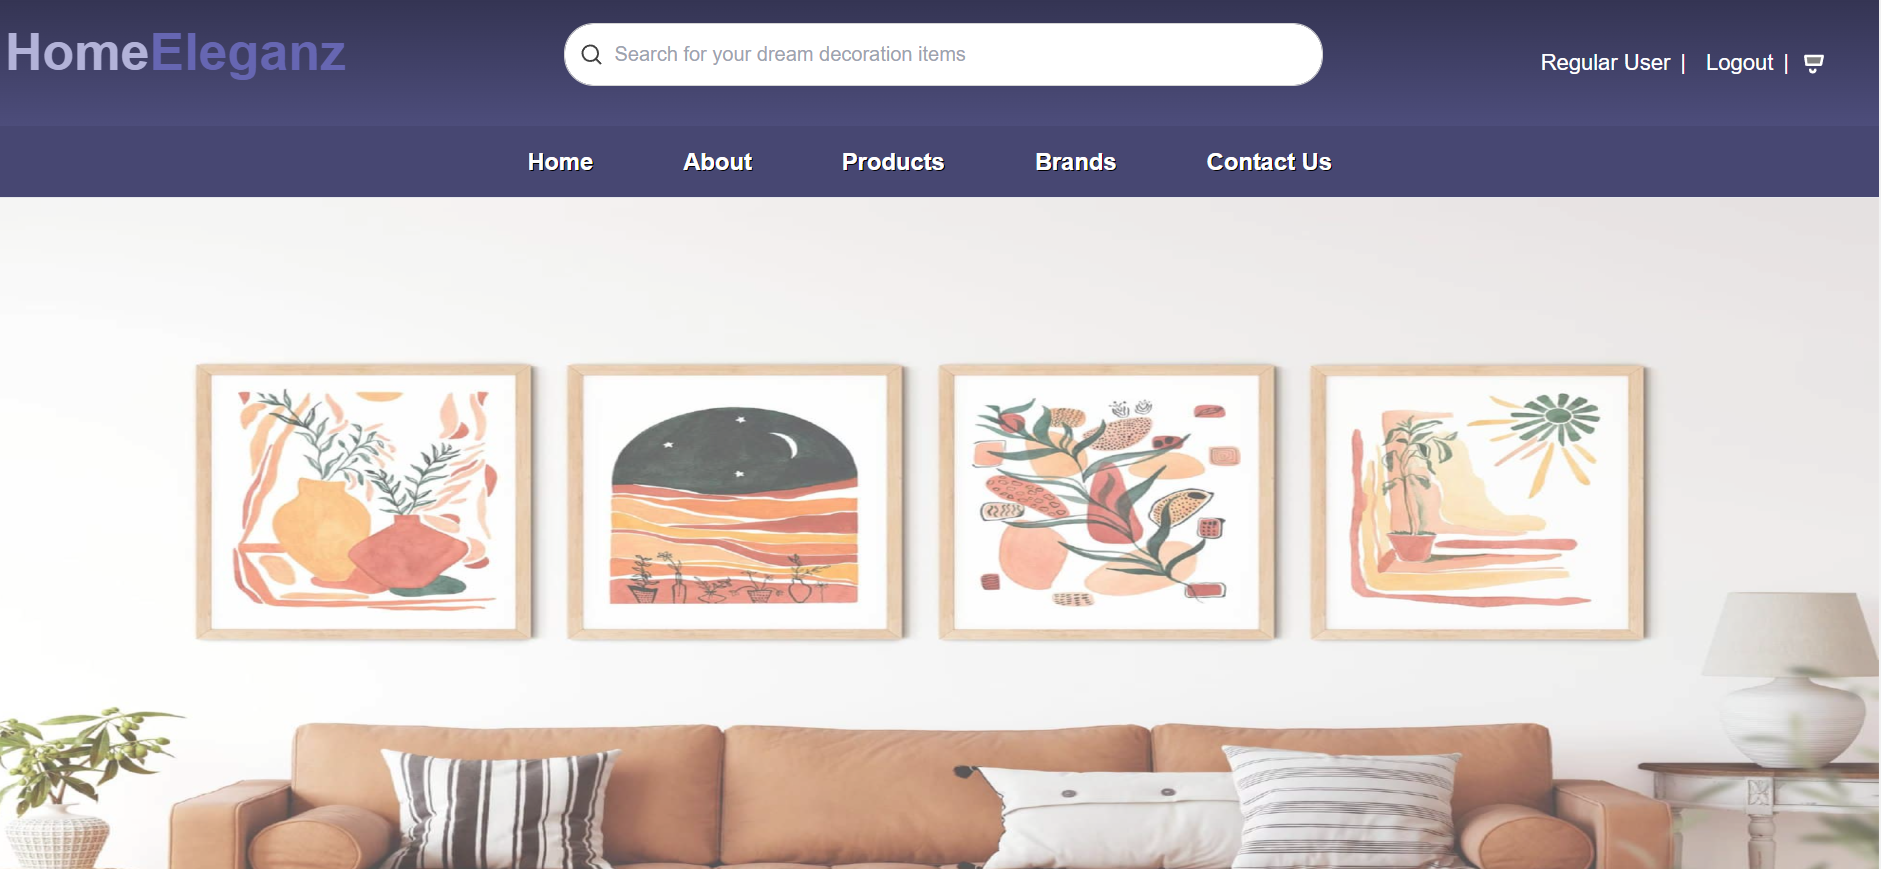 HomeEleganz
Search for your dream decoration items
Regular User | Logout |
Home About Products Brands Contact Us